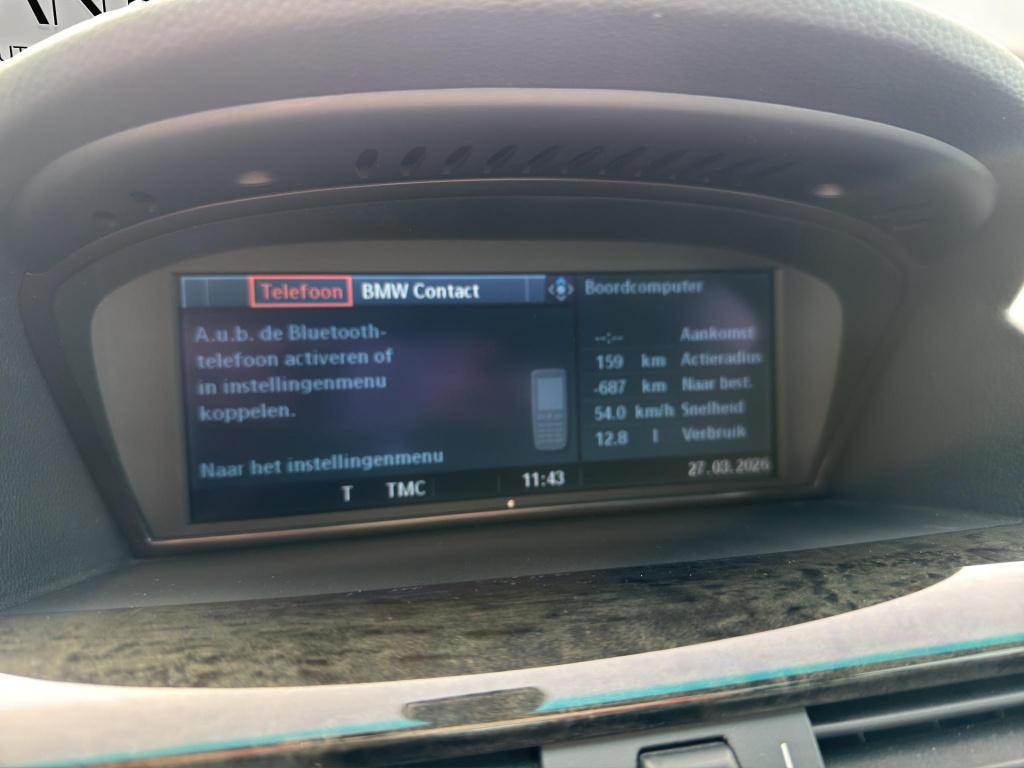 Telefoon BMW Contact
A.u.b. de Bluetooth-
telefoon activeren of
in instellingenmenu
koppelen.
Naar het instellingenmenu
T TMC 11:43
Boordcomputer
--:-- Aankomst
159 km Actieradius
-687 km Naar best.
54.0 km/h Snelheid
12.8 l Verbruik
27.03.2026